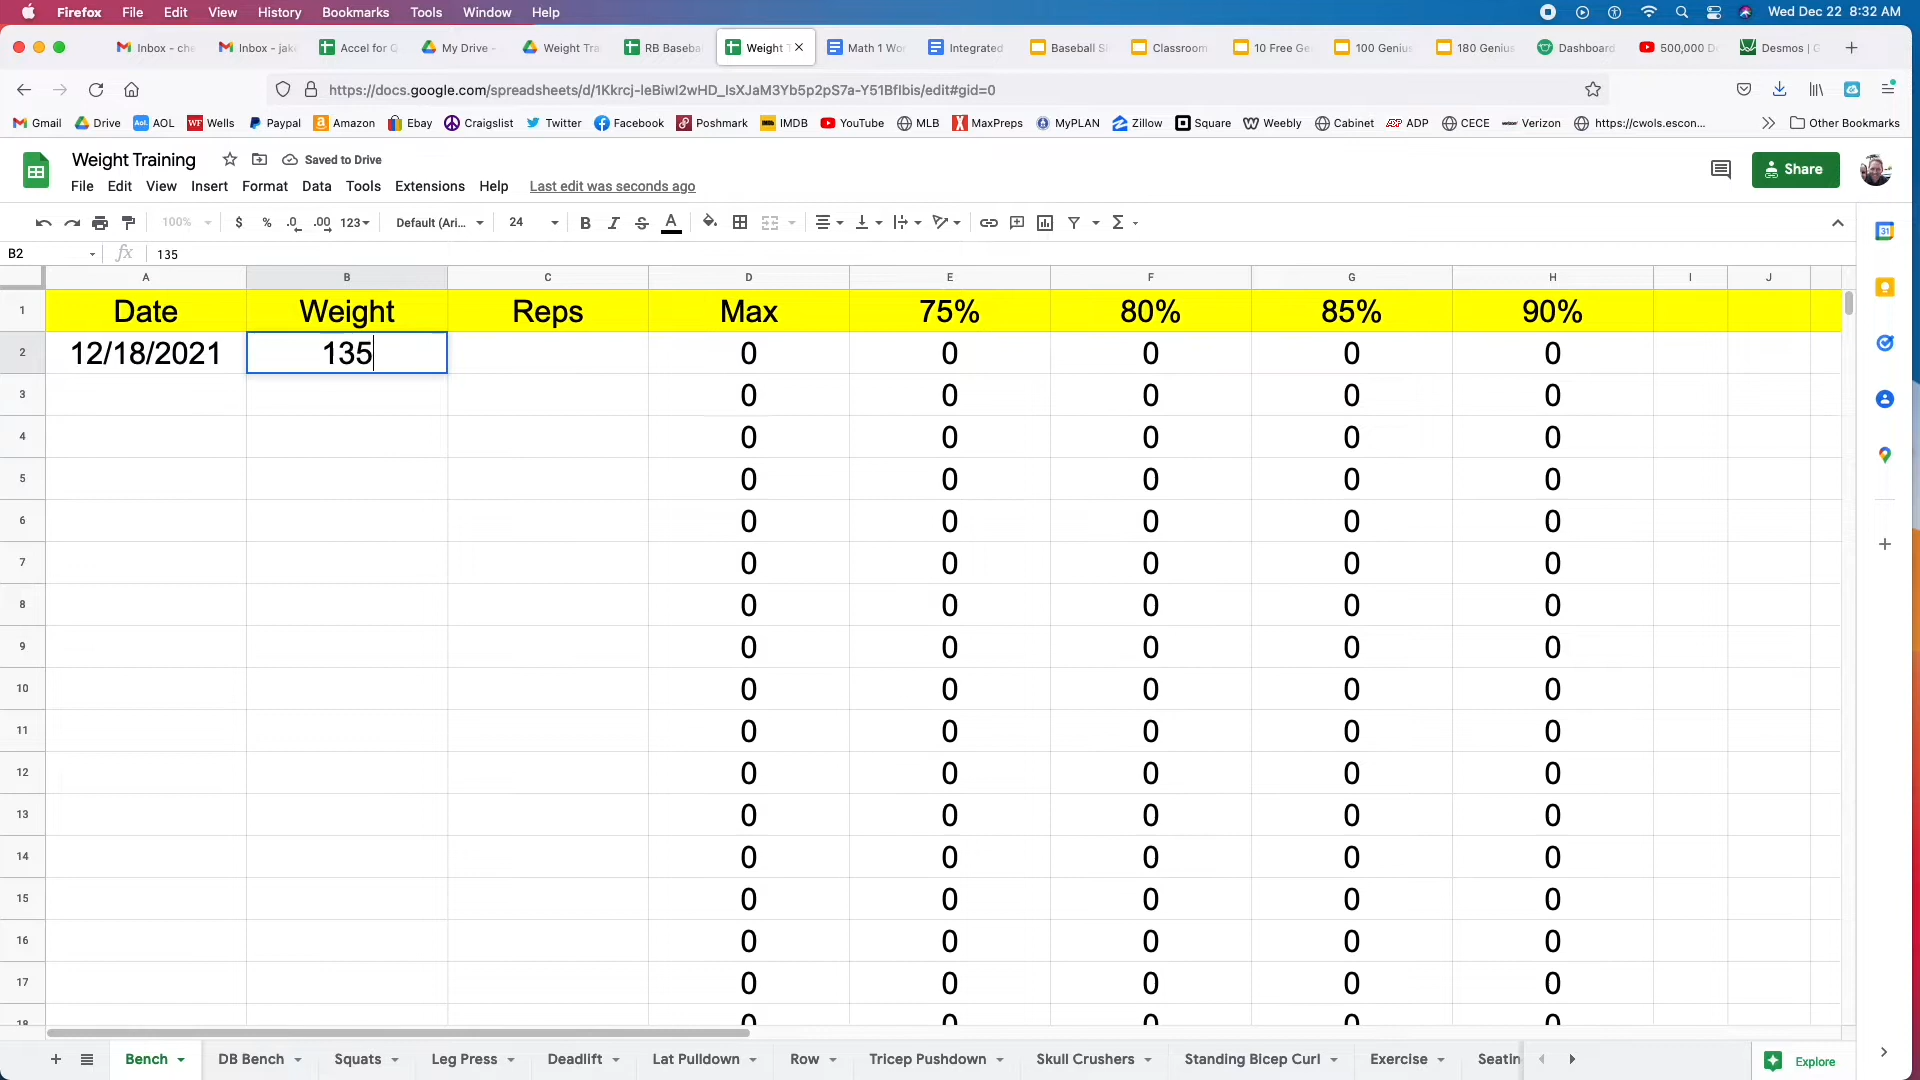 Firefox File Edit View History Bookmarks Tools Window Help Wed Dec 22 8:32 AM
Inbox - che Inbox - jake Accel for Q My Drive - Weight Tra RB Baseba Weight T Math 1 Wor Integrated Baseball Sl Classroom 10 Free Ge 100 Genius 180 Genius Dashboard 500,000 D Desmos | G
https://docs.google.com/spreadsheets/d/1Kkrcj-leBiwI2wHD_IsXJaM3Yb5p2pS7a-Y51BfIbis/edit#gid=0
Gmail Drive AOL Wells Paypal Amazon Ebay Craigslist Twitter Facebook Poshmark IMDB YouTube MLB MaxPreps MyPLAN Zillow Square Weebly Cabinet ADP CECE Verizon https://cwols.escon... Other Bookmarks
Weight Training Saved to Drive
Share
File Edit View Insert Format Data Tools Extensions Help Last edit was seconds ago
100% $ % .0 .00 123 Default (Ari... 24 B I S A Σ
B2 fx 135
A B C D E F G H I J
1 Date Weight Reps Max 75% 80% 85% 90%
2 12/18/2021 135 0 0 0 0 0
3 0 0 0 0 0
4 0 0 0 0 0
5 0 0 0 0 0
6 0 0 0 0 0
7 0 0 0 0 0
8 0 0 0 0 0
9 0 0 0 0 0
10 0 0 0 0 0
11 0 0 0 0 0
12 0 0 0 0 0
13 0 0 0 0 0
14 0 0 0 0 0
15 0 0 0 0 0
16 0 0 0 0 0
17 0 0 0 0 0
18 0 0 0 0 0
Bench DB Bench Squats Leg Press Deadlift Lat Pulldown Row Tricep Pushdown Skull Crushers Standing Bicep Curl Exercise Seatin Explore